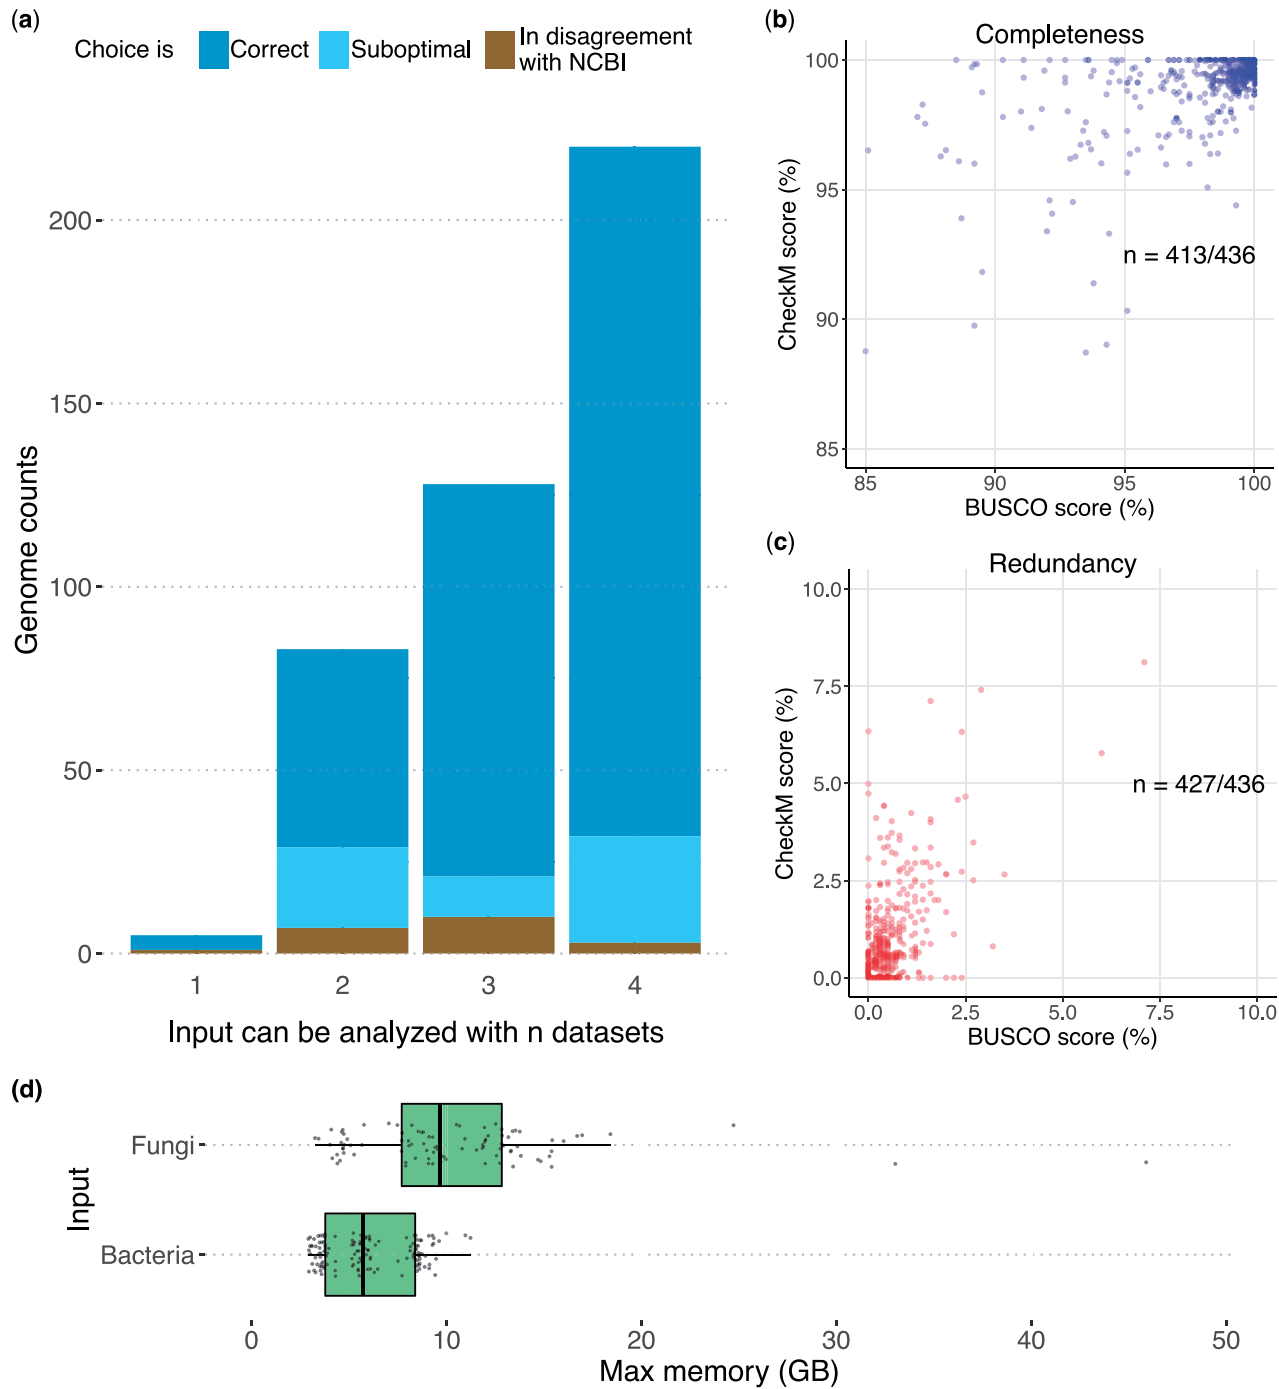 (a)
Choice is
Correct
Suboptimal
In disagreement
with NCBI
Genome counts
200
150
100
50
0
1 2 3 4
Input can be analyzed with n datasets
(b)
Completeness
CheckM score (%)
100
95
90
85
n = 413/436
85 90 95 100
BUSCO score (%)
(c)
Redundancy
CheckM score (%)
10.0
7.5
5.0
2.5
0.0
n = 427/436
0.0 2.5 5.0 7.5 10.0
BUSCO score (%)
(d)
Input
Fungi
Bacteria
0 10 20 30 40 50
Max memory (GB)